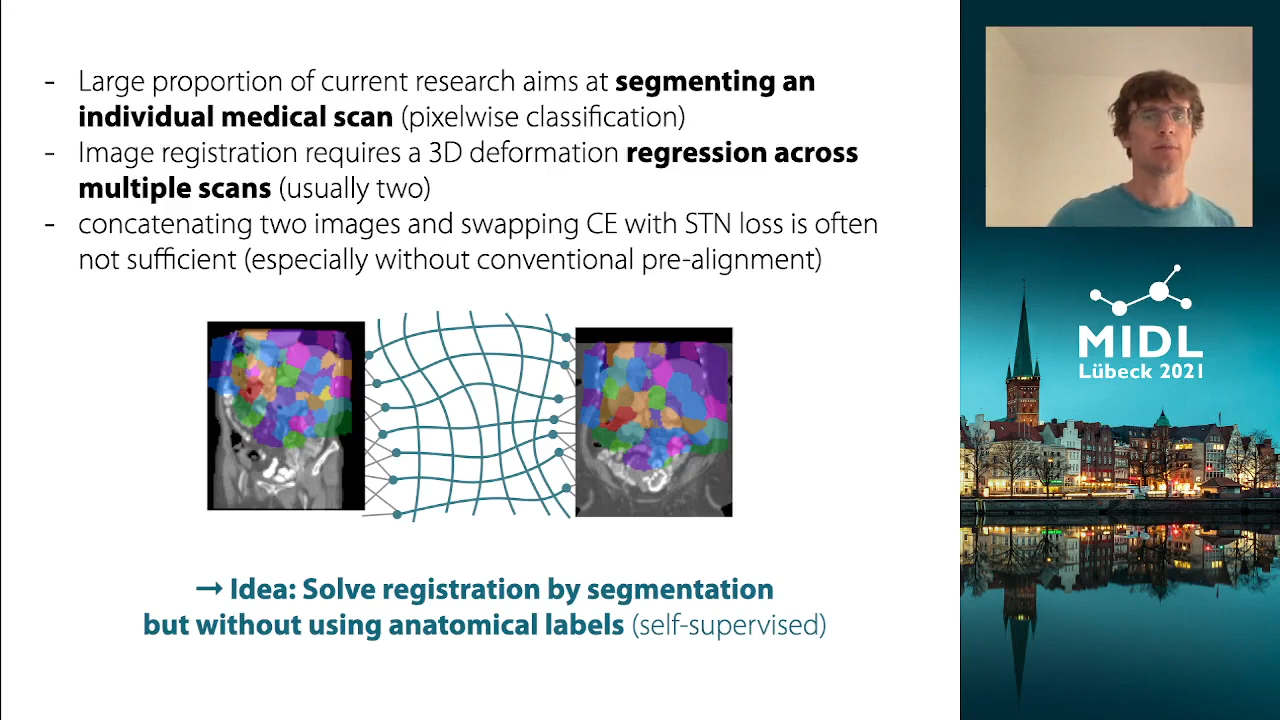 - Large proportion of current research aims at segmenting an
individual medical scan (pixelwise classification)
- Image registration requires a 3D deformation regression across
multiple scans (usually two)
- concatenating two images and swapping CE with STN loss is often
not sufficient (especially without conventional pre-alignment)
→ Idea: Solve registration by segmentation
but without using anatomical labels (self-supervised)
MIDL
Lübeck 2021